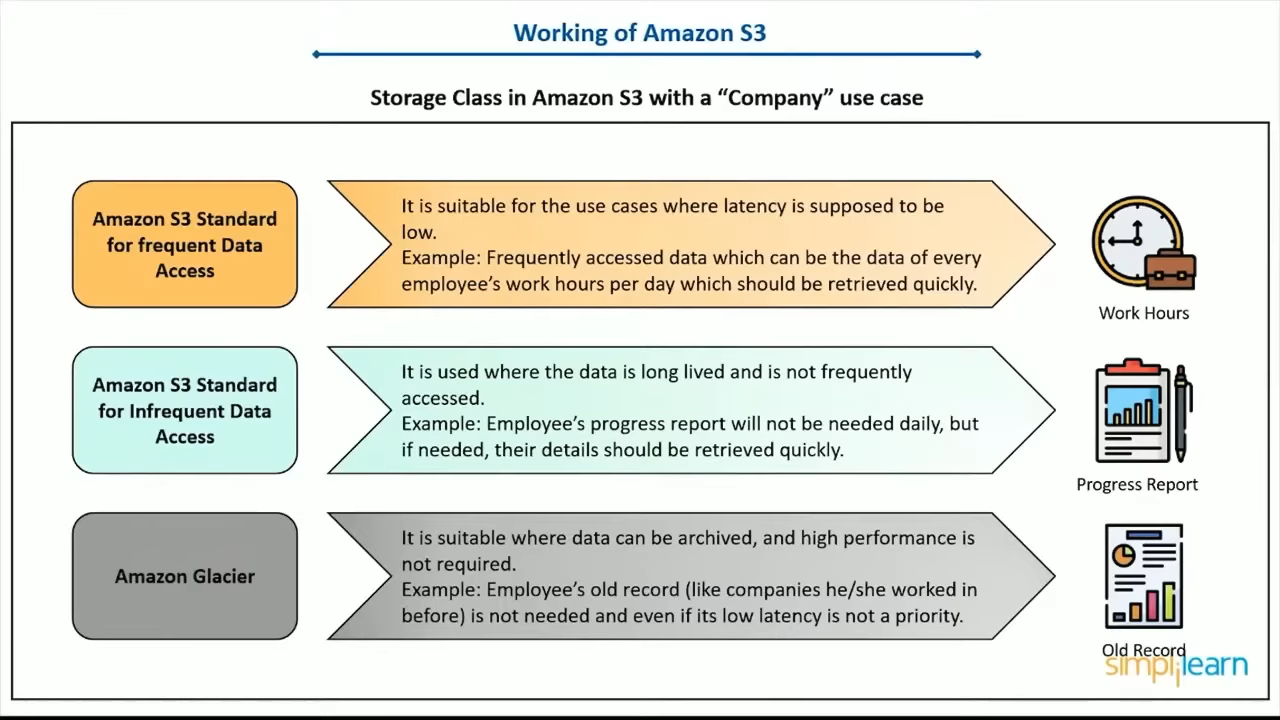 Working of Amazon S3
Storage Class in Amazon S3 with a “Company” use case
Amazon S3 Standard
for frequent Data
Access
It is suitable for the use cases where latency is supposed to be
low.
Example: Frequently accessed data which can be the data of every
employee’s work hours per day which should be retrieved quickly.
Work Hours
Amazon S3 Standard
for Infrequent Data
Access
It is used where the data is long lived and is not frequently
accessed.
Example: Employee’s progress report will not be needed daily, but
if needed, their details should be retrieved quickly.
Progress Report
Amazon Glacier
It is suitable where data can be archived, and high performance is
not required.
Example: Employee’s old record (like companies he/she worked in
before) is not needed and even if its low latency is not a priority.
Old Record
simplilearn